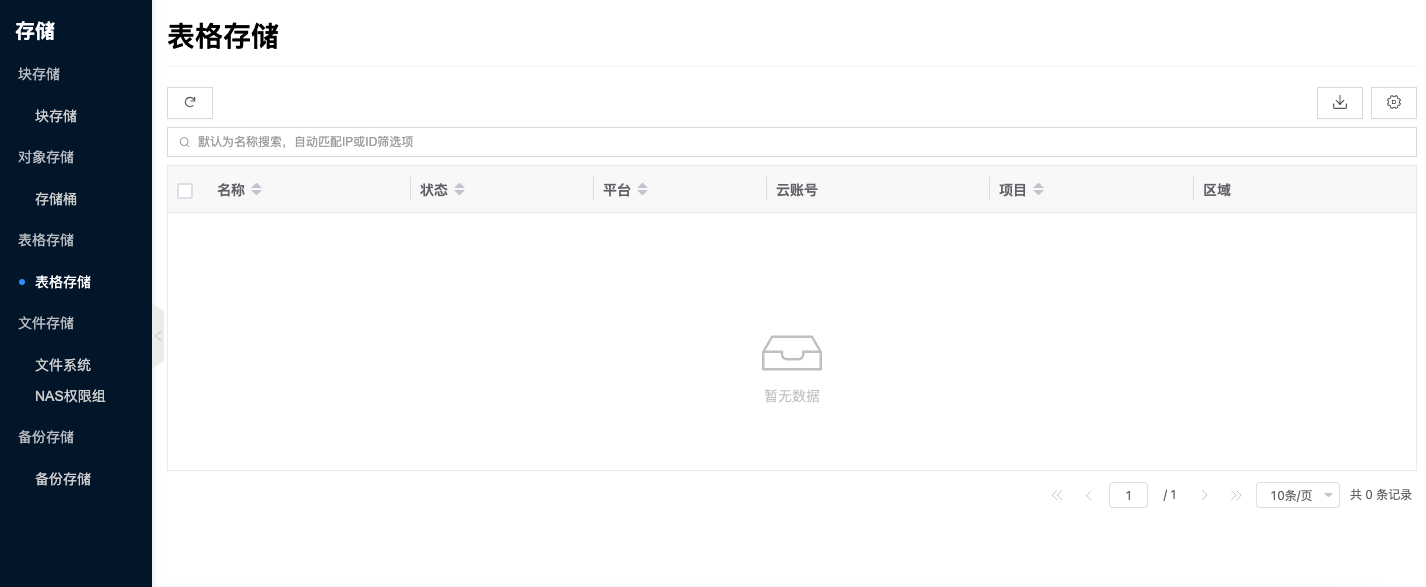 存储
块存储
块存储
对象存储
存储桶
表格存储
表格存储
文件存储
文件系统
NAS权限组
备份存储
备份存储
表格存储
默认为名称搜索，自动匹配IP或ID筛选项
名称 状态 平台 云账号 项目 区域
暂无数据
1 / 1 10条/页 共 0 条记录